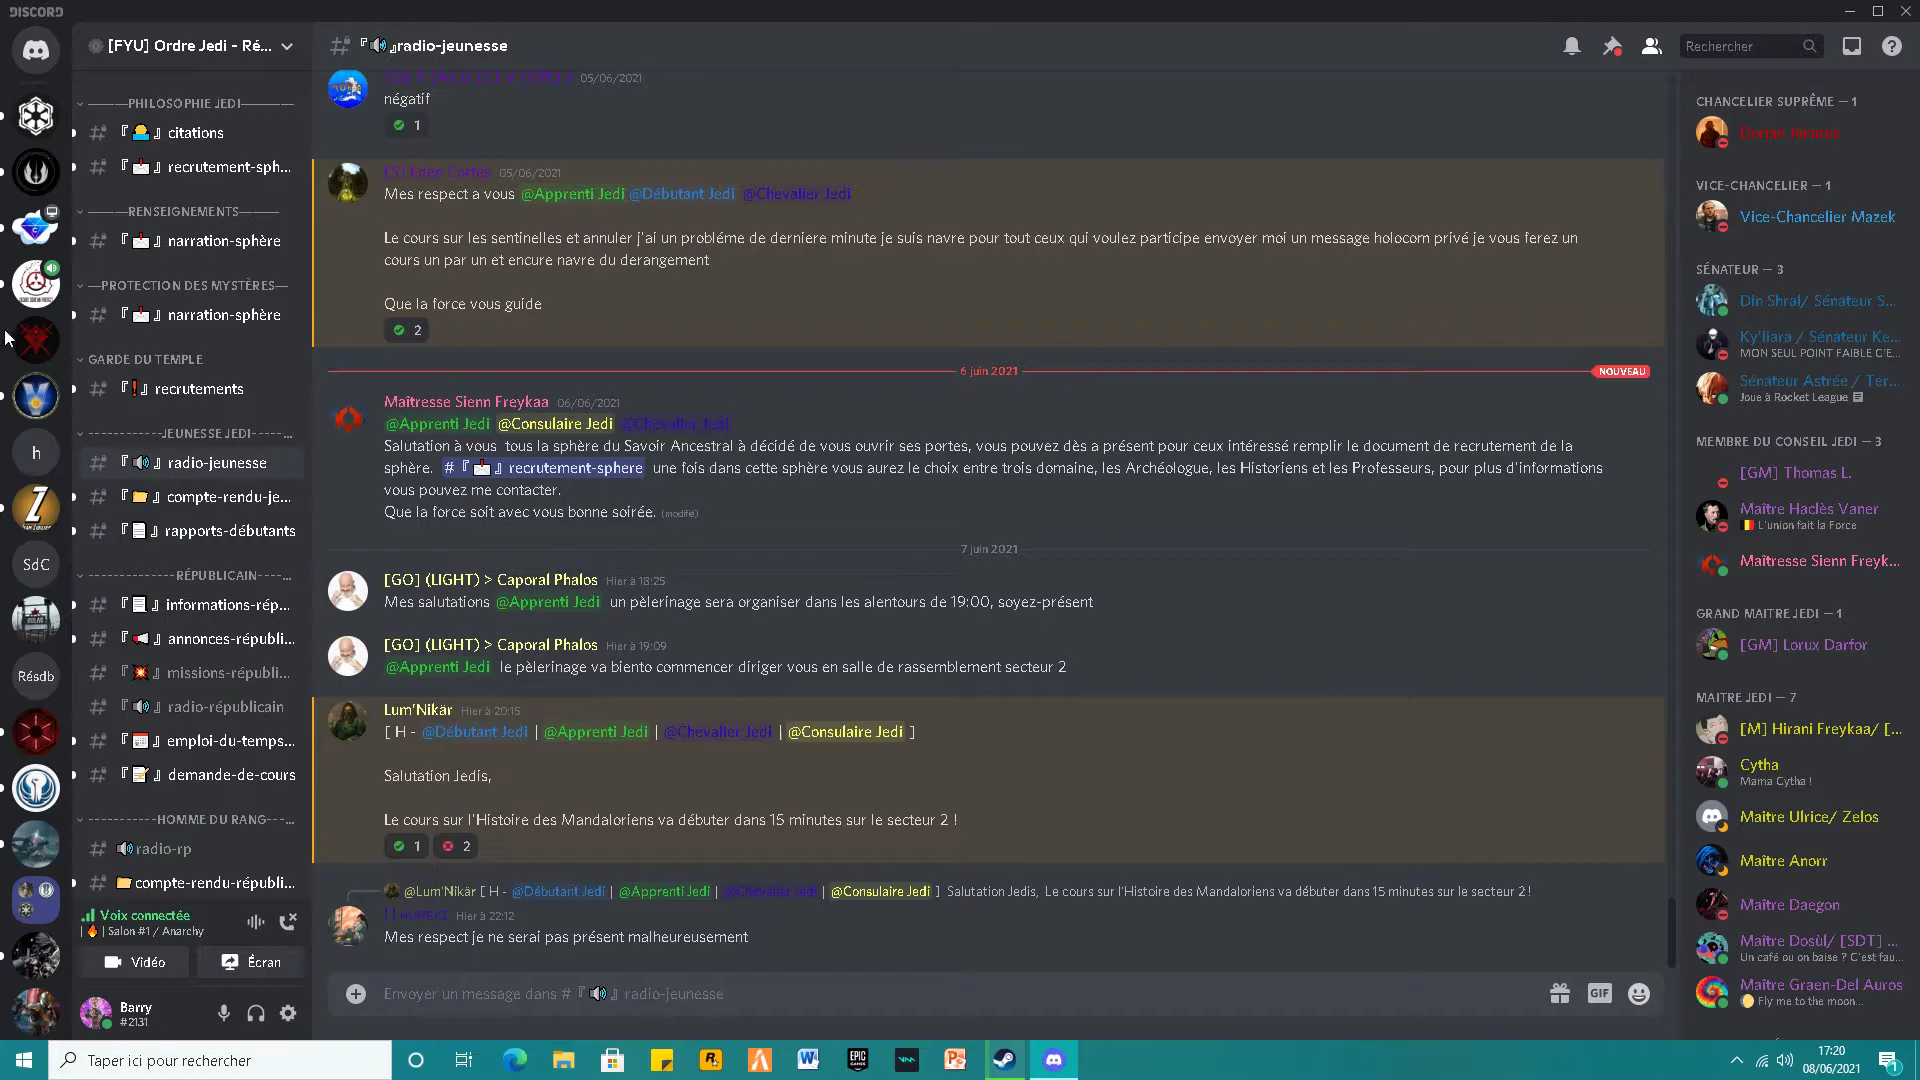 DISCORD
[FYU] Ordre Jedi - Ré...
PHILOSOPHIE JEDI
『🙇』 citations
『📩』 recrutement-sph...
RENSEIGNEMENTS
『📩』 narration-sphère
PROTECTION DES MYSTÈRES
『📩』 narration-sphère
GARDE DU TEMPLE
『❗』 recrutements
h
JEUNESSE JEDI-----...
『🔊』 radio-jeunesse
『📁』 compte-rendu-je...
『📄』 rapports-débutants
SdC
RÉPUBLICAIN----...
『📄』 informations-rép...
『📢』 annonces-républi...
『💥』 missions-républi...
Résdb
『🔊』 radio-républicain
『📅』 emploi-du-temps...
『📝』 demande-de-cours
HOMME DU RANG---...
🔊radio-rp
📁compte-rendu-républi...
Voix connectée
| 🔥 | Salon #1 / Anarchy
Vidéo
Écran
Barry
#2131
# 『🔊』radio-jeunesse
Rechercher
05/06/2021
négatif
1
[S] Eden Cortes 05/06/2021
Mes respect a vous @Apprenti Jedi @Débutant Jedi @Chevalier Jedi
Le cours sur les sentinelles et annuler j'ai un probléme de derniere minute je suis navre pour tout ceux qui voulez participe envoyer moi un message holocom privé je vous ferez un
cours un par un et encure navre du derangement
Que la force vous guide
2
6 juin 2021
NOUVEAU
Maîtresse Sienn Freykaa 06/06/2021
@Apprenti Jedi @Consulaire Jedi @Chevalier Jedi
Salutation à vous tous la sphère du Savoir Ancestral à décidé de vous ouvrir ses portes, vous pouvez dès a présent pour ceux intéressé remplir le document de recrutement de la
sphère. # 『📩』 recrutement-sphere une fois dans cette sphère vous aurez le choix entre trois domaine, les Archéologue, les Historiens et les Professeurs, pour plus d'informations
vous pouvez me contacter.
Que la force soit avec vous bonne soirée. (modifié)
7 juin 2021
[GO] (LIGHT) > Caporal Phalos Hier à 18:25
Mes salutations @Apprenti Jedi un pèlerinage sera organiser dans les alentours de 19:00, soyez-présent
[GO] (LIGHT) > Caporal Phalos Hier à 19:09
@Apprenti Jedi le pèlerinage va biento commencer diriger vous en salle de rassemblement secteur 2
Lum'Nikär Hier à 20:15
[ H - @Débutant Jedi | @Apprenti Jedi | @Chevalier Jedi | @Consulaire Jedi ]
Salutation Jedis,
Le cours sur l'Histoire des Mandaloriens va débuter dans 15 minutes sur le secteur 2 !
1 2
@Lum'Nikär [ H - @Débutant Jedi | @Apprenti Jedi | @Chevalier Jedi | @Consulaire Jedi ] Salutation Jedis, Le cours sur l'Histoire des Mandaloriens va débuter dans 15 minutes sur le secteur 2 !
Hier à 22:12
Mes respect je ne serai pas présent malheureusement
Envoyer un message dans # 『🔊』 radio-jeunesse
GIF
CHANCELIER SUPRÊME — 1
Dorian Janarus
VICE-CHANCELIER — 1
Vice-Chancelier Mazek
SÉNATEUR — 3
Din Shral/ Sénateur S...
Ky'liara / Sénateur Ke...
MON SEUL POINT FAIBLE C'E...
Sénateur Astrée / Ter...
Joue à Rocket League
MEMBRE DU CONSEIL JEDI — 3
[GM] Thomas L.
Maître Haclès Vaner
🇧🇪 L'union fait la Force
Maîtresse Sienn Freyk...
GRAND MAITRE JEDI — 1
[GM] Lorux Darfor
MAITRE JEDI — 7
[M] Hirani Freykaa/ [...
Cytha
Mama Cytha !
Maitre Ulrice/ Zelos
Maître Anorr
Maître Daegon
Maître Dosùl/ [SDT] ...
Un café ou on baise ? C'est fau...
Maître Graen-Del Auros
🌕 Fly me to the moon...
Taper ici pour rechercher
EPIC
GAMES
17:20
08/06/2021
1